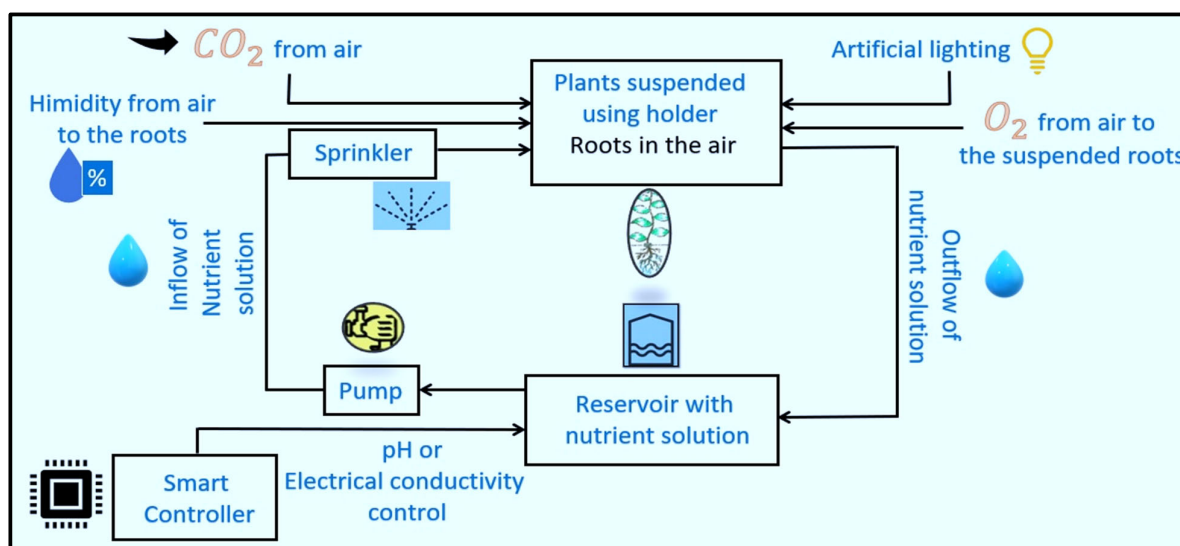 CO₂ from air
Artificial lighting
Himidity from air
to the roots
%
Plants suspended
using holder
Roots in the air
O₂ from air to
the suspended roots
Sprinkler
Inflow of
Nutrient
solution
Outflow of
nutrient solution
Pump
Reservoir with
nutrient solution
pH or
Electrical conductivity
control
Smart
Controller